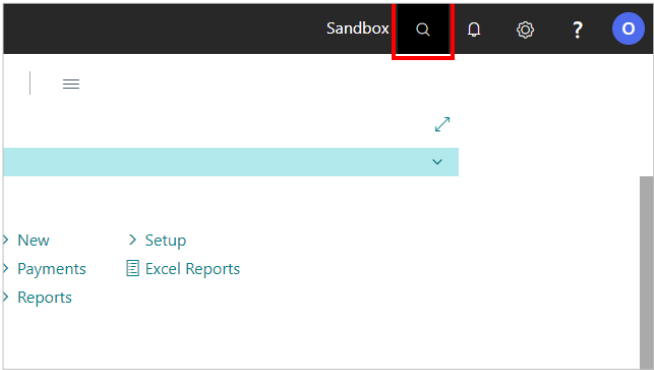 Sandbox
?
O
New
Setup
Payments
Excel Reports
Reports